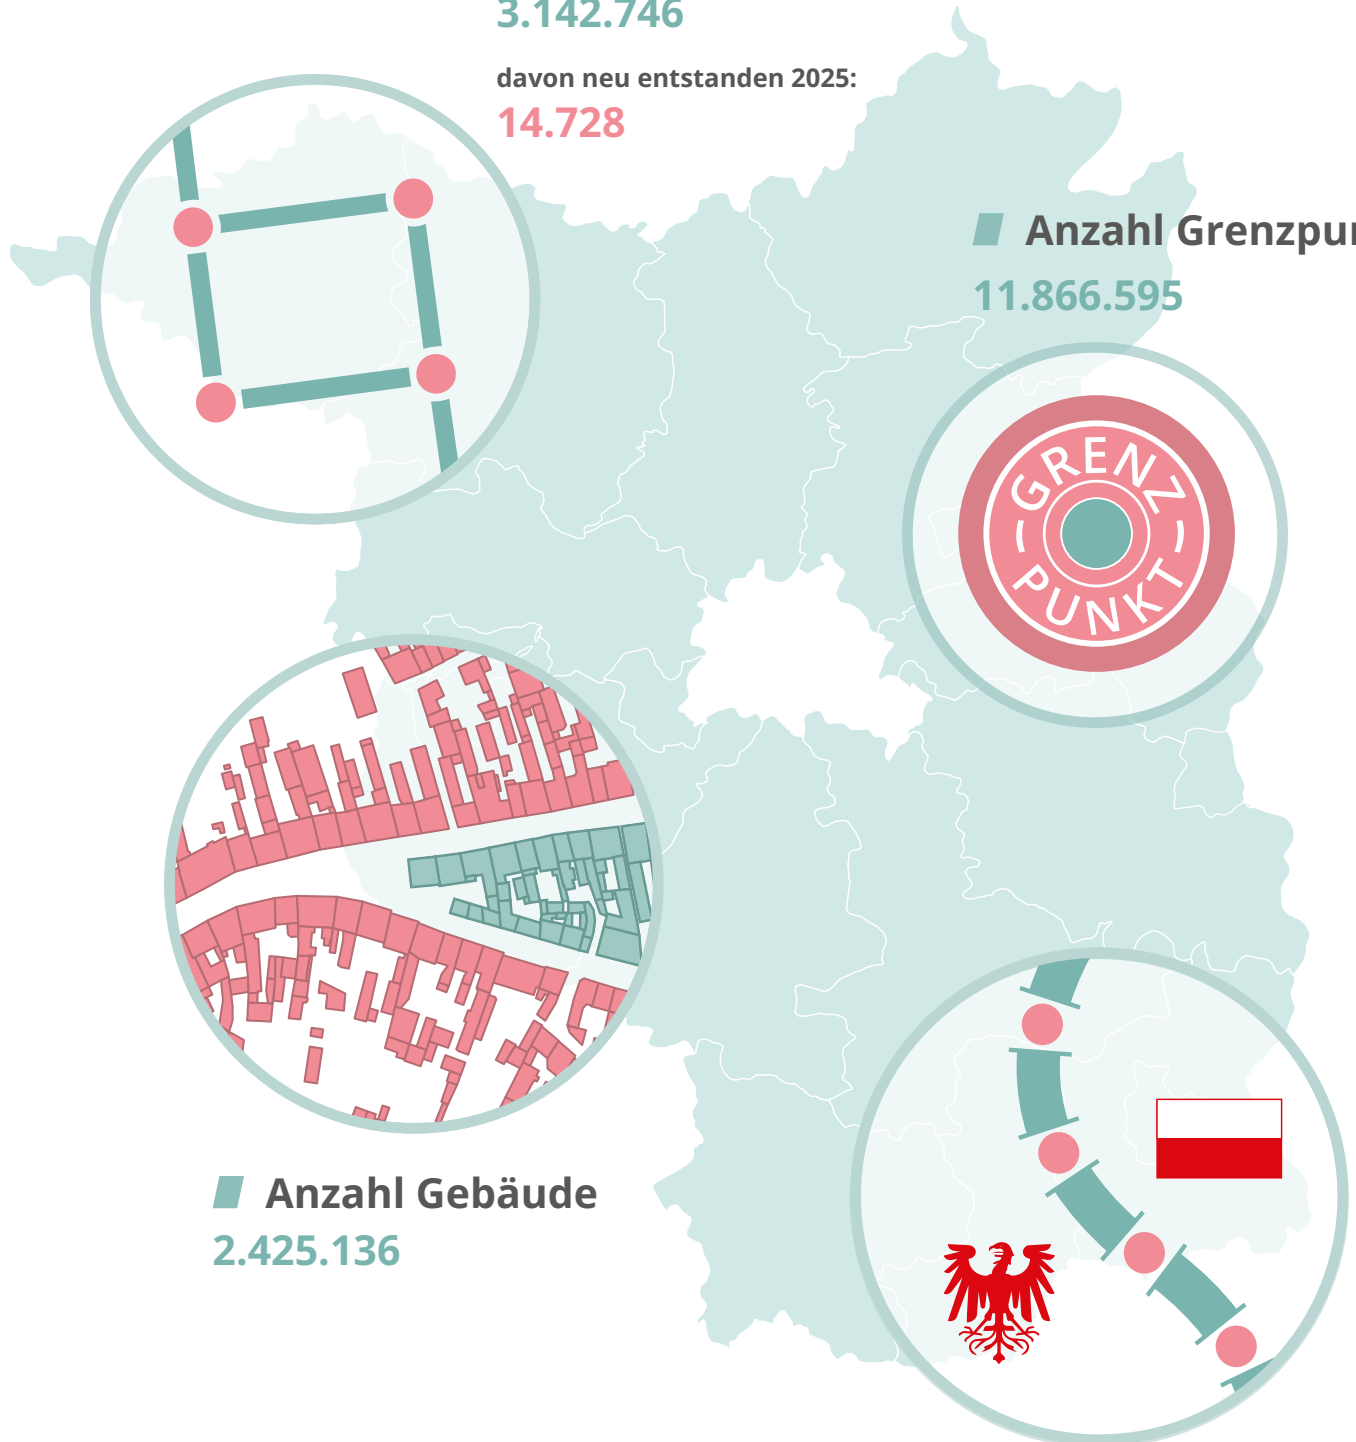 3.142.746
davon neu entstanden 2025:
14.728
Anzahl Grenzpu
11.866.595
GRENZ
PUNKT
Anzahl Gebäude
2.425.136